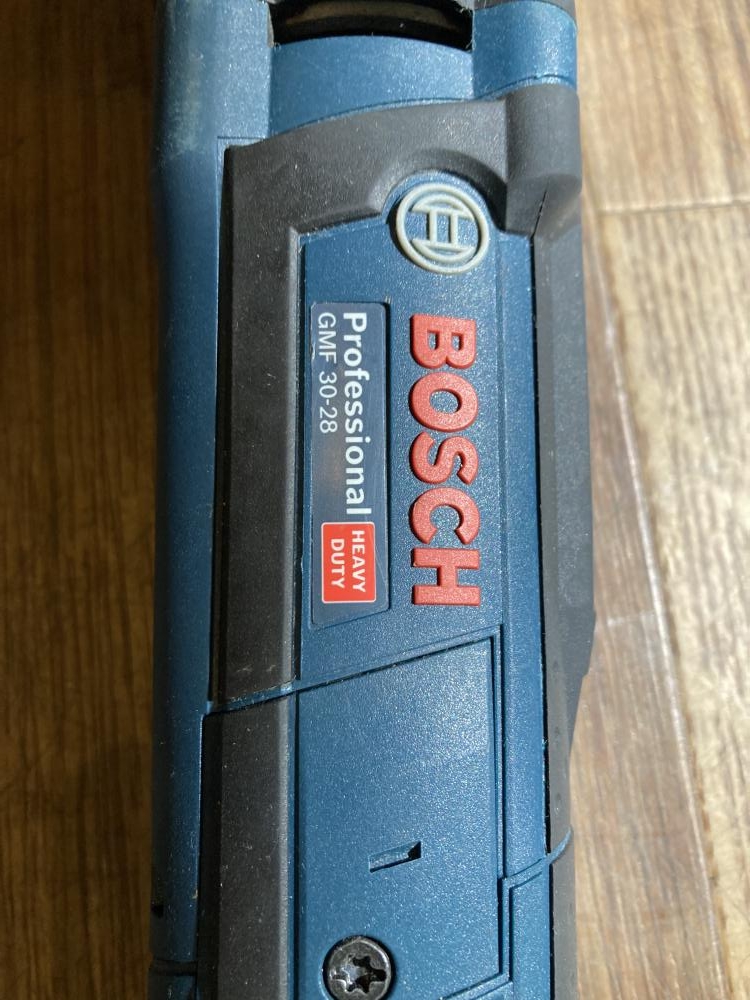 BOSCH
Professional
GMF 30-28
HEAVY
DUTY